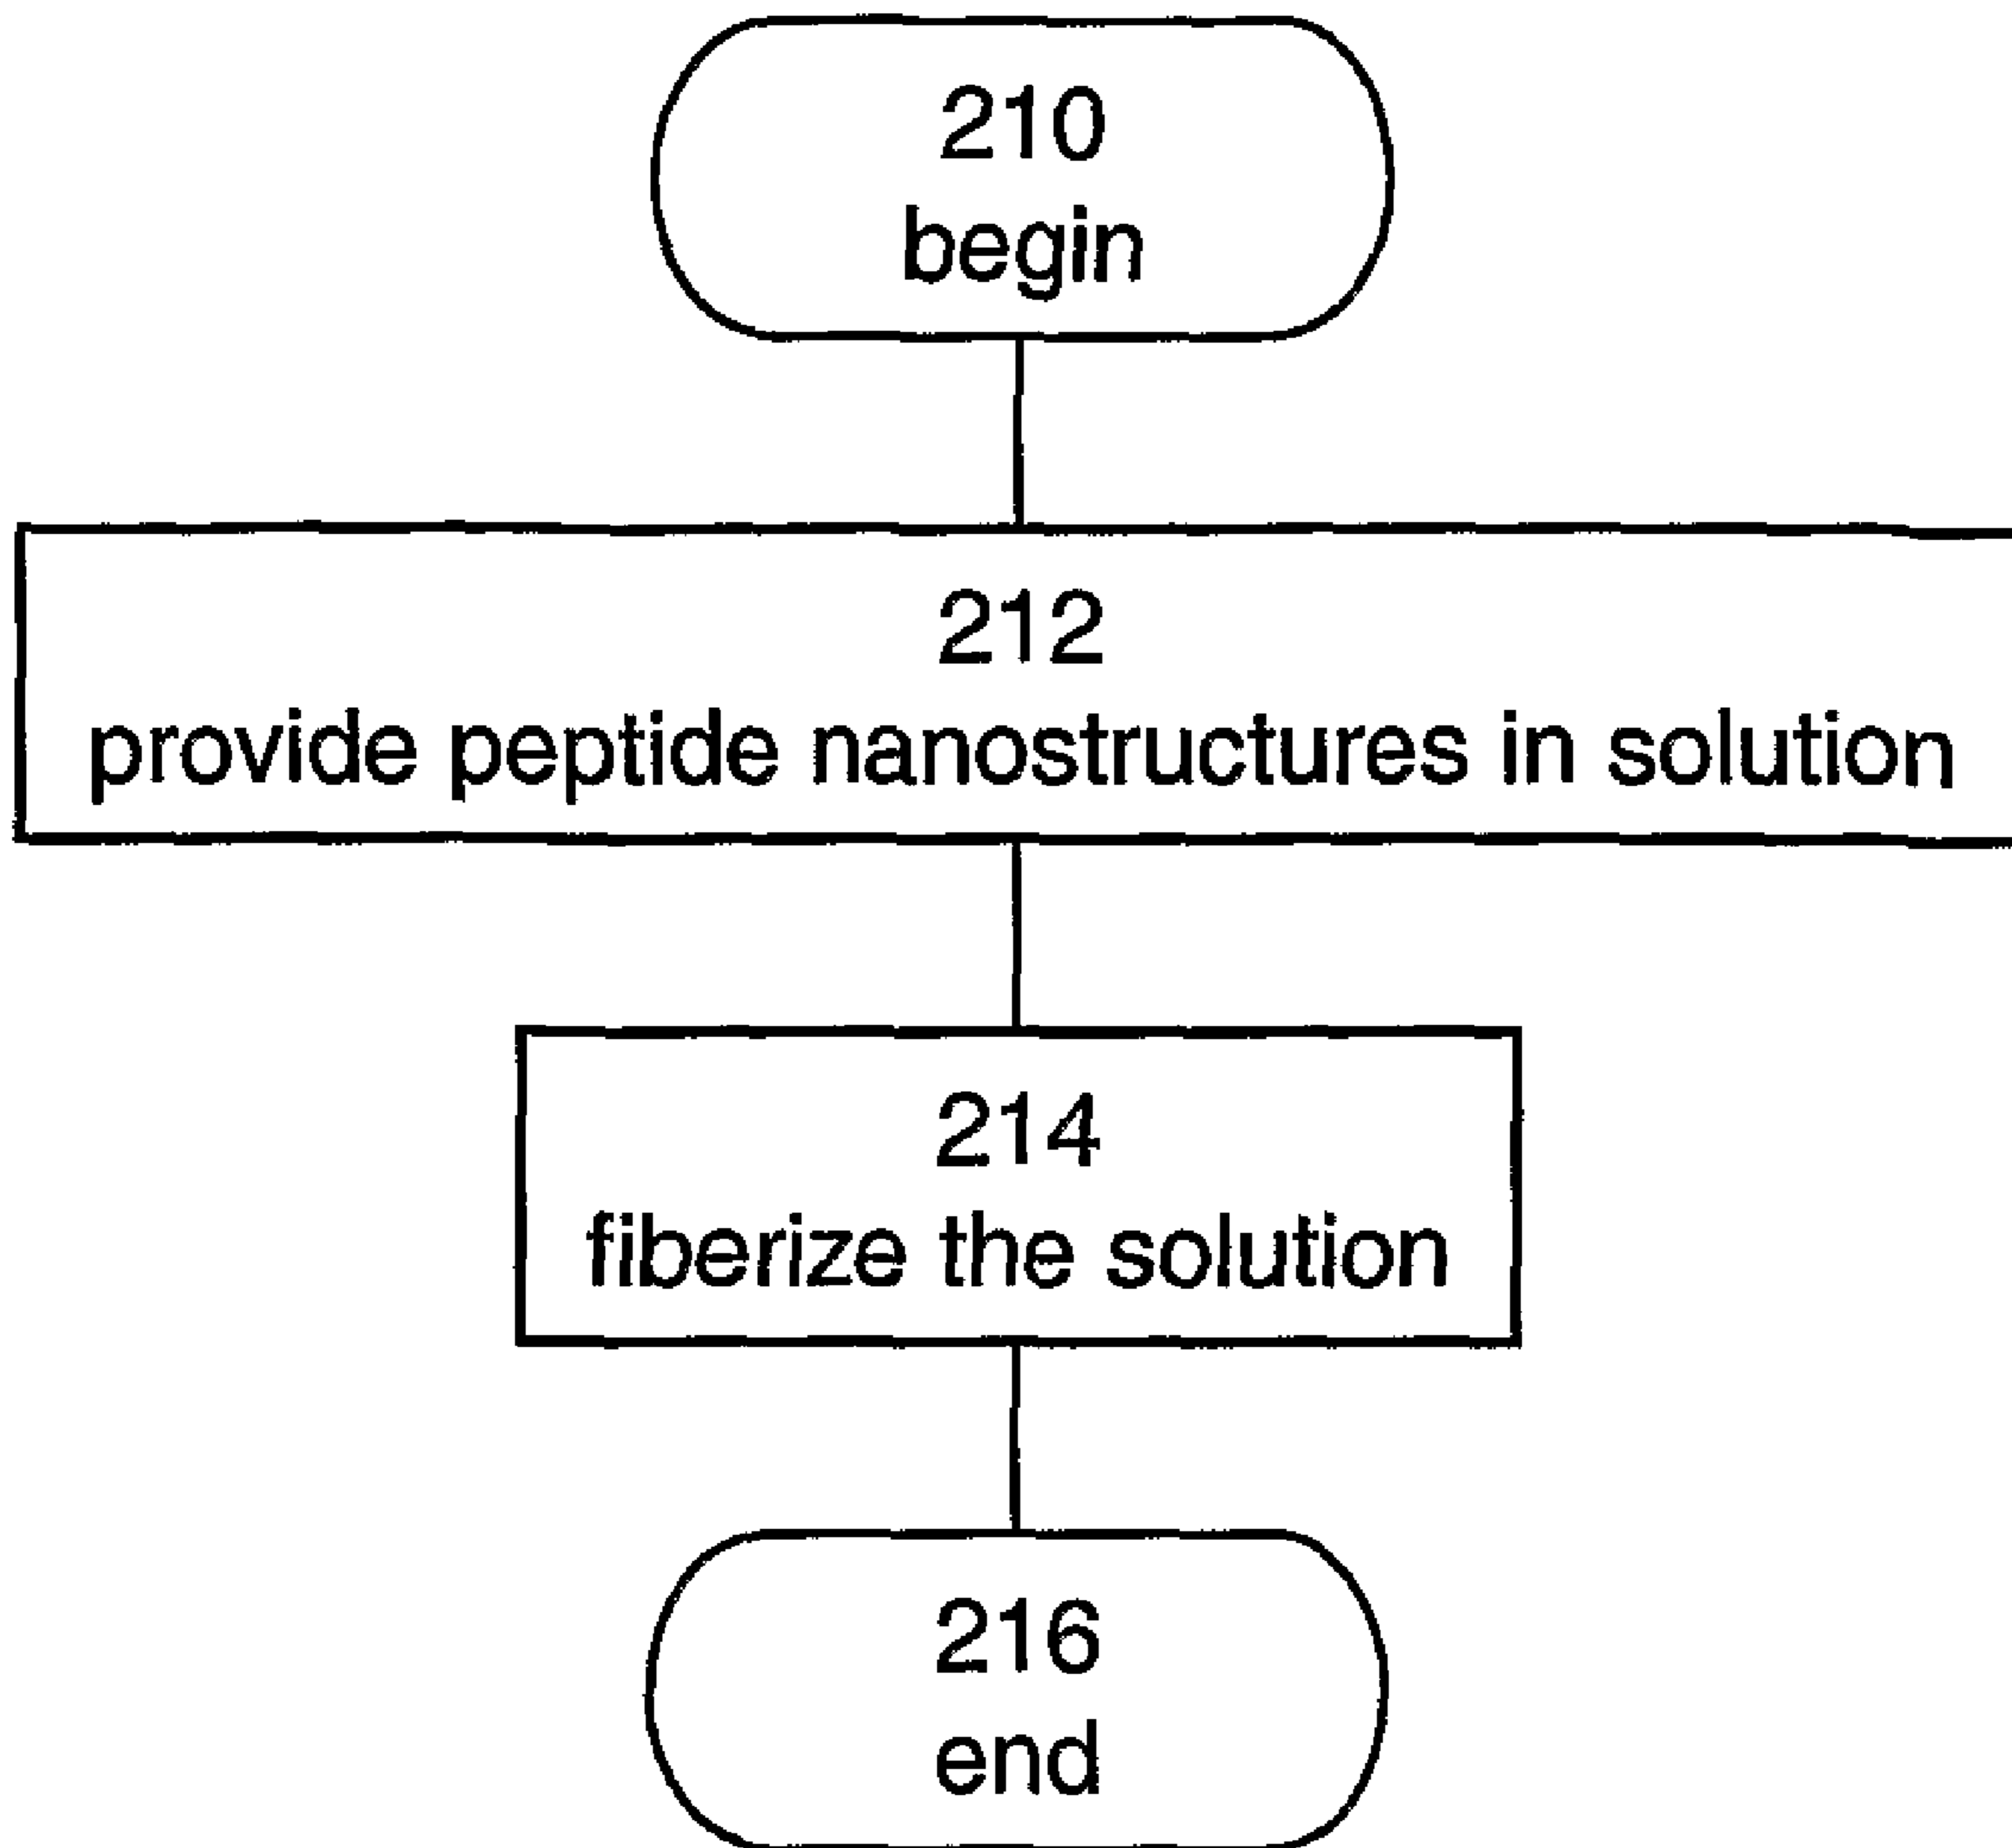 210
begin
212
provide peptide nanostructures in solution
214
fiberize the solution
216
end